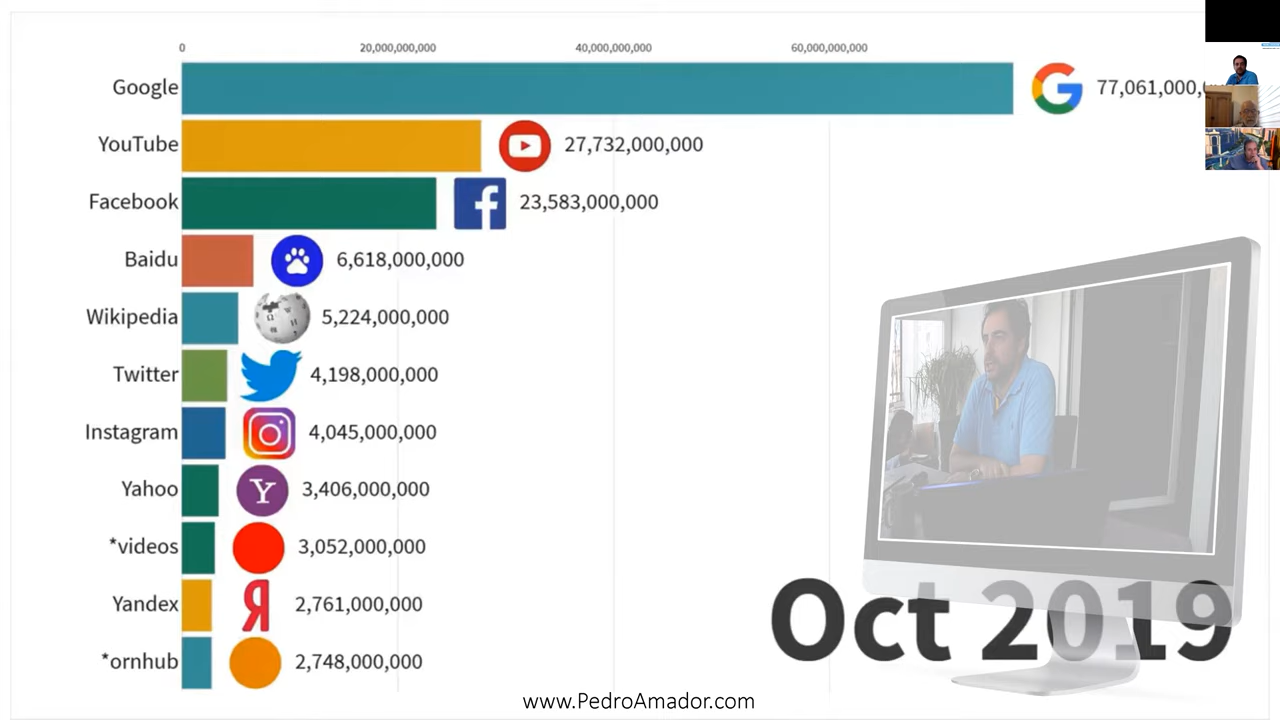 0 20,000,000,000 40,000,000,000 60,000,000,000
Google 77,061,000,
YouTube 27,732,000,000
Facebook 23,583,000,000
Baidu 6,618,000,000
Wikipedia 5,224,000,000
Twitter 4,198,000,000
Instagram 4,045,000,000
Yahoo Y 3,406,000,000
*videos 3,052,000,000
Yandex Я 2,761,000,000
*ornhub 2,748,000,000
Oct 2019
www.PedroAmador.com